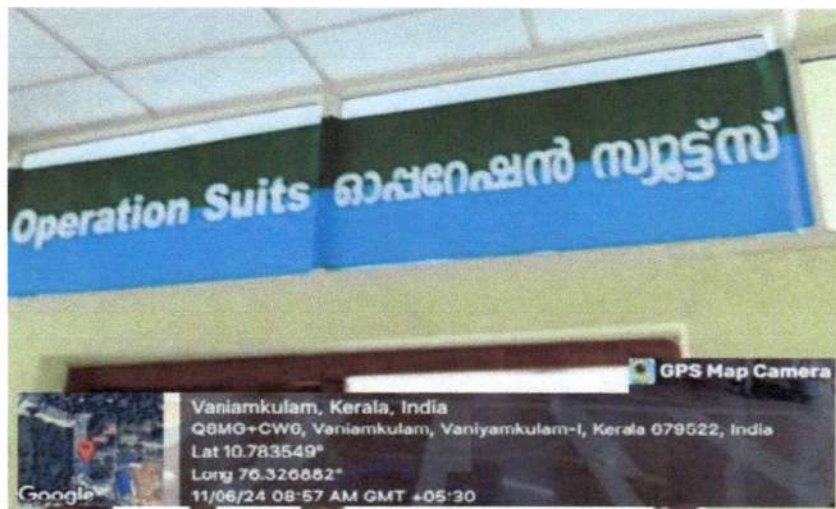 Operation Suits ഓപ്പറേഷൻ സ്യൂട്ട്സ്
GPS Map Camera
Vaniamkulam, Kerala, India
Q8MG+CW6, Vaniamkulam, Vaniyamkulam-I, Kerala 679522, India
Lat 10.783549°
Long 76.326882°
11/06/24 08:57 AM GMT +05:30
Google